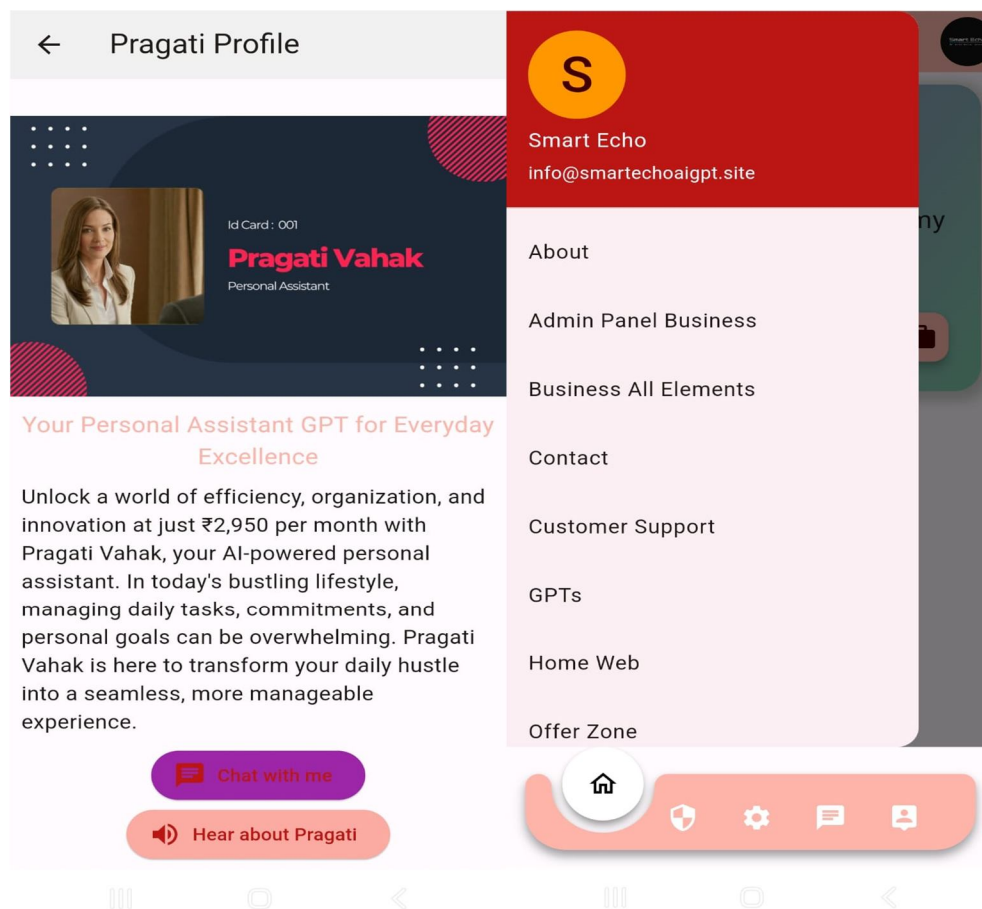 Pragati Profile
Id Card : 001
Pragati Vahak
Personal Assistant
Your Personal Assistant GPT for Everyday
Excellence
Unlock a world of efficiency, organization, and
innovation at just ₹2,950 per month with
Pragati Vahak, your AI-powered personal
assistant. In today's bustling lifestyle,
managing daily tasks, commitments, and
personal goals can be overwhelming. Pragati
Vahak is here to transform your daily hustle
into a seamless, more manageable
experience.
Chat with me
Hear about Pragati
S
Smart Echo
info@smartechoaigpt.site
About
Admin Panel Business
Business All Elements
Contact
Customer Support
GPTs
Home Web
Offer Zone